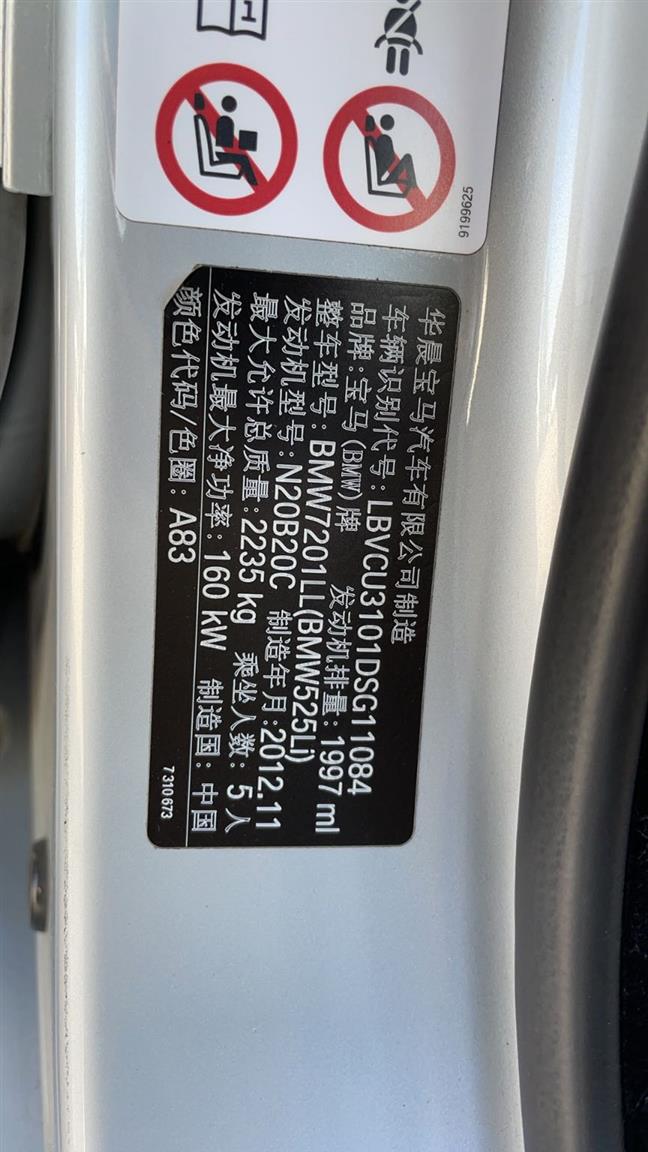 9199625
华晨宝马汽车有限公司制造
车辆识别代号: LBVCU3101DSG11084
品牌:宝马(BMW)牌 发动机排量: 1997 ml
整车型号: BMW7201LL(BMW525Li)
发动机型号: N20B20C 制造年月:2012.11
最大允许总质量:2235 kg 乘坐人数: 5人
发动机最大净功率: 160 kW 制造国: 中国
颜色代码/色圈: A83
7310673